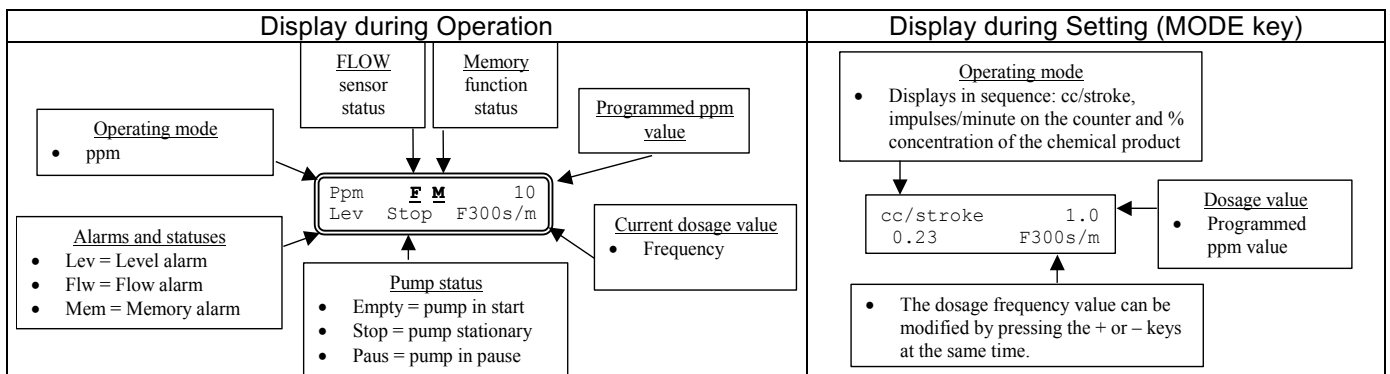 Display during Operation
Display during Setting (MODE key)
FLOW
sensor
status
Memory
function
status
Programmed ppm
value
Operating mode
• ppm
Ppm F M 10
Lev Stop F300s/m
Alarms and statuses
• Lev = Level alarm
• Flw = Flow alarm
• Mem = Memory alarm
Current dosage value
• Frequency
Pump status
• Empty = pump in start
• Stop = pump stationary
• Paus = pump in pause
Operating mode
• Displays in sequence: cc/stroke,
impulses/minute on the counter and %
concentration of the chemical product
cc/stroke 1.0
0.23 F300s/m
Dosage value
• Programmed
ppm value
• The dosage frequency value can be
modified by pressing the + or – keys
at the same time.